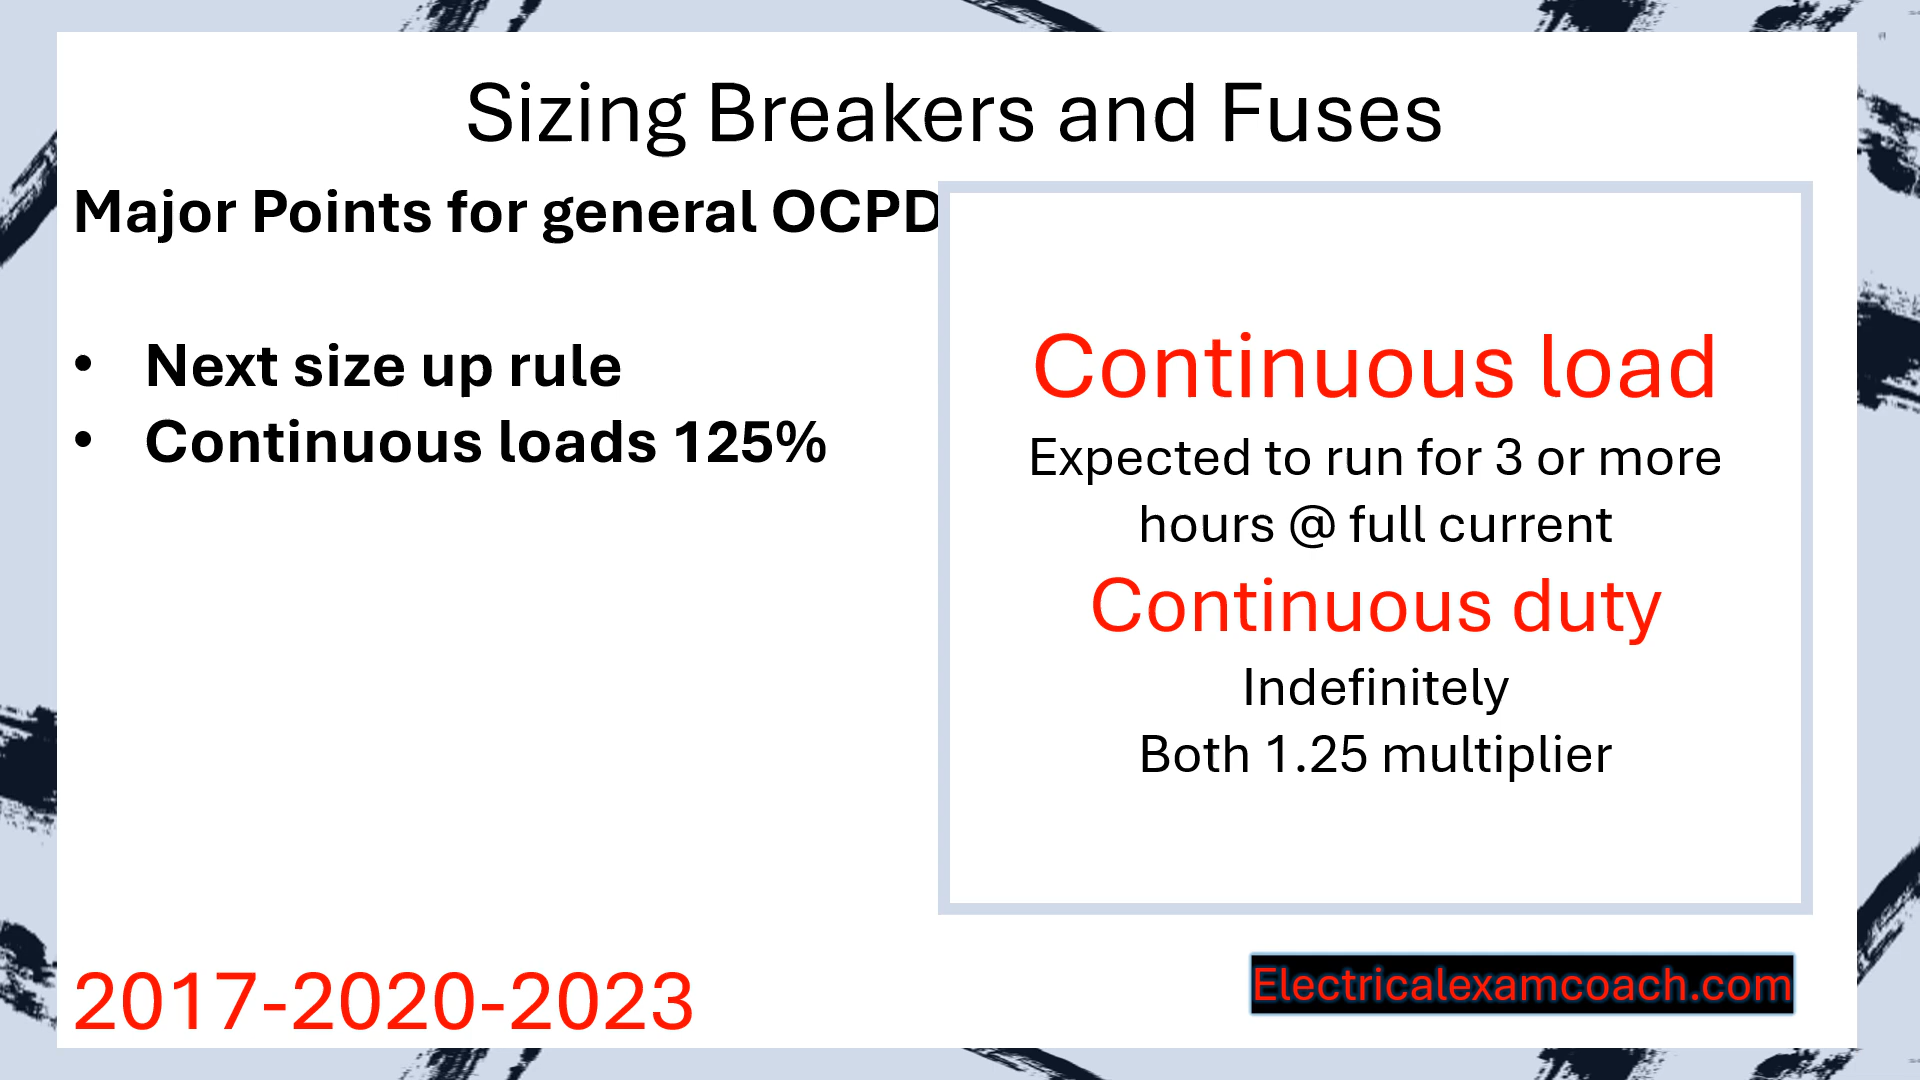 Sizing Breakers and Fuses
Major Points for general OCPD
• Next size up rule
• Continuous loads 125%
Continuous load
Expected to run for 3 or more
hours @ full current
Continuous duty
Indefinitely
Both 1.25 multiplier
2017-2020-2023
Electricalexamcoach.com